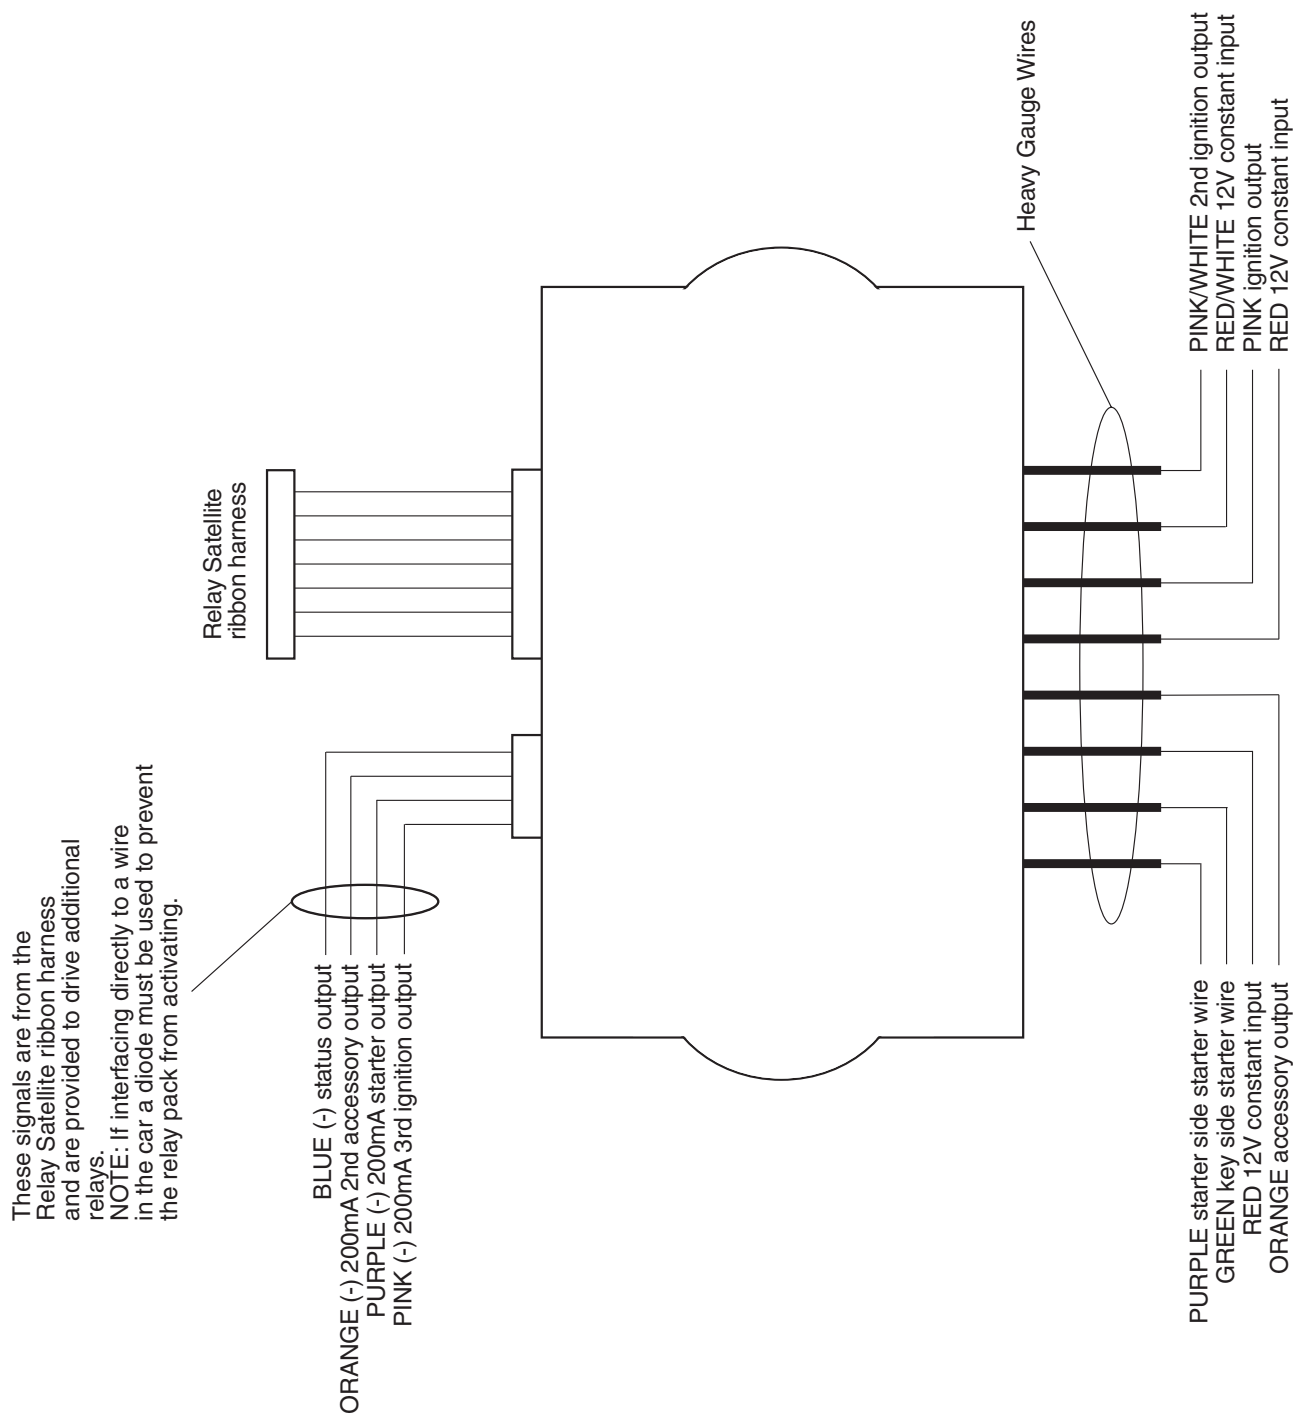 These signals are from the
Relay Satellite ribbon harness
and are provided to drive additional
relays.
NOTE: If interfacing directly to a wire
in the car a diode must be used to prevent
the relay pack from activating.
Relay Satellite
ribbon harness
BLUE (-) status output
ORANGE (-) 200mA 2nd accessory output
PURPLE (-) 200mA starter output
PINK (-) 200mA 3rd ignition output
Heavy Gauge Wires
PURPLE starter side starter wire
GREEN key side starter wire
RED 12V constant input
ORANGE accessory output
PINK/WHITE 2nd ignition output
RED/WHITE 12V constant input
PINK ignition output
RED 12V constant input